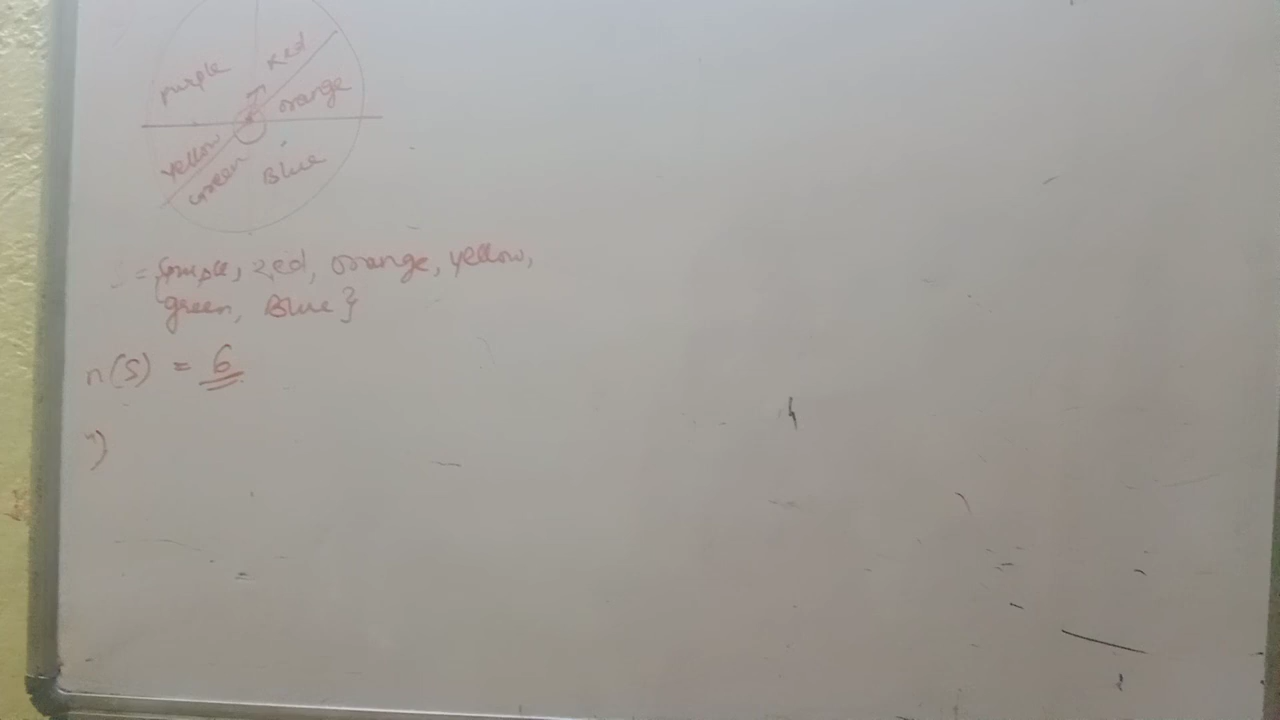 purple
Red
orange
yellow
Green
Blue
S = {purple, Red, orange, yellow,
green, Blue}
n(S) = 6
")